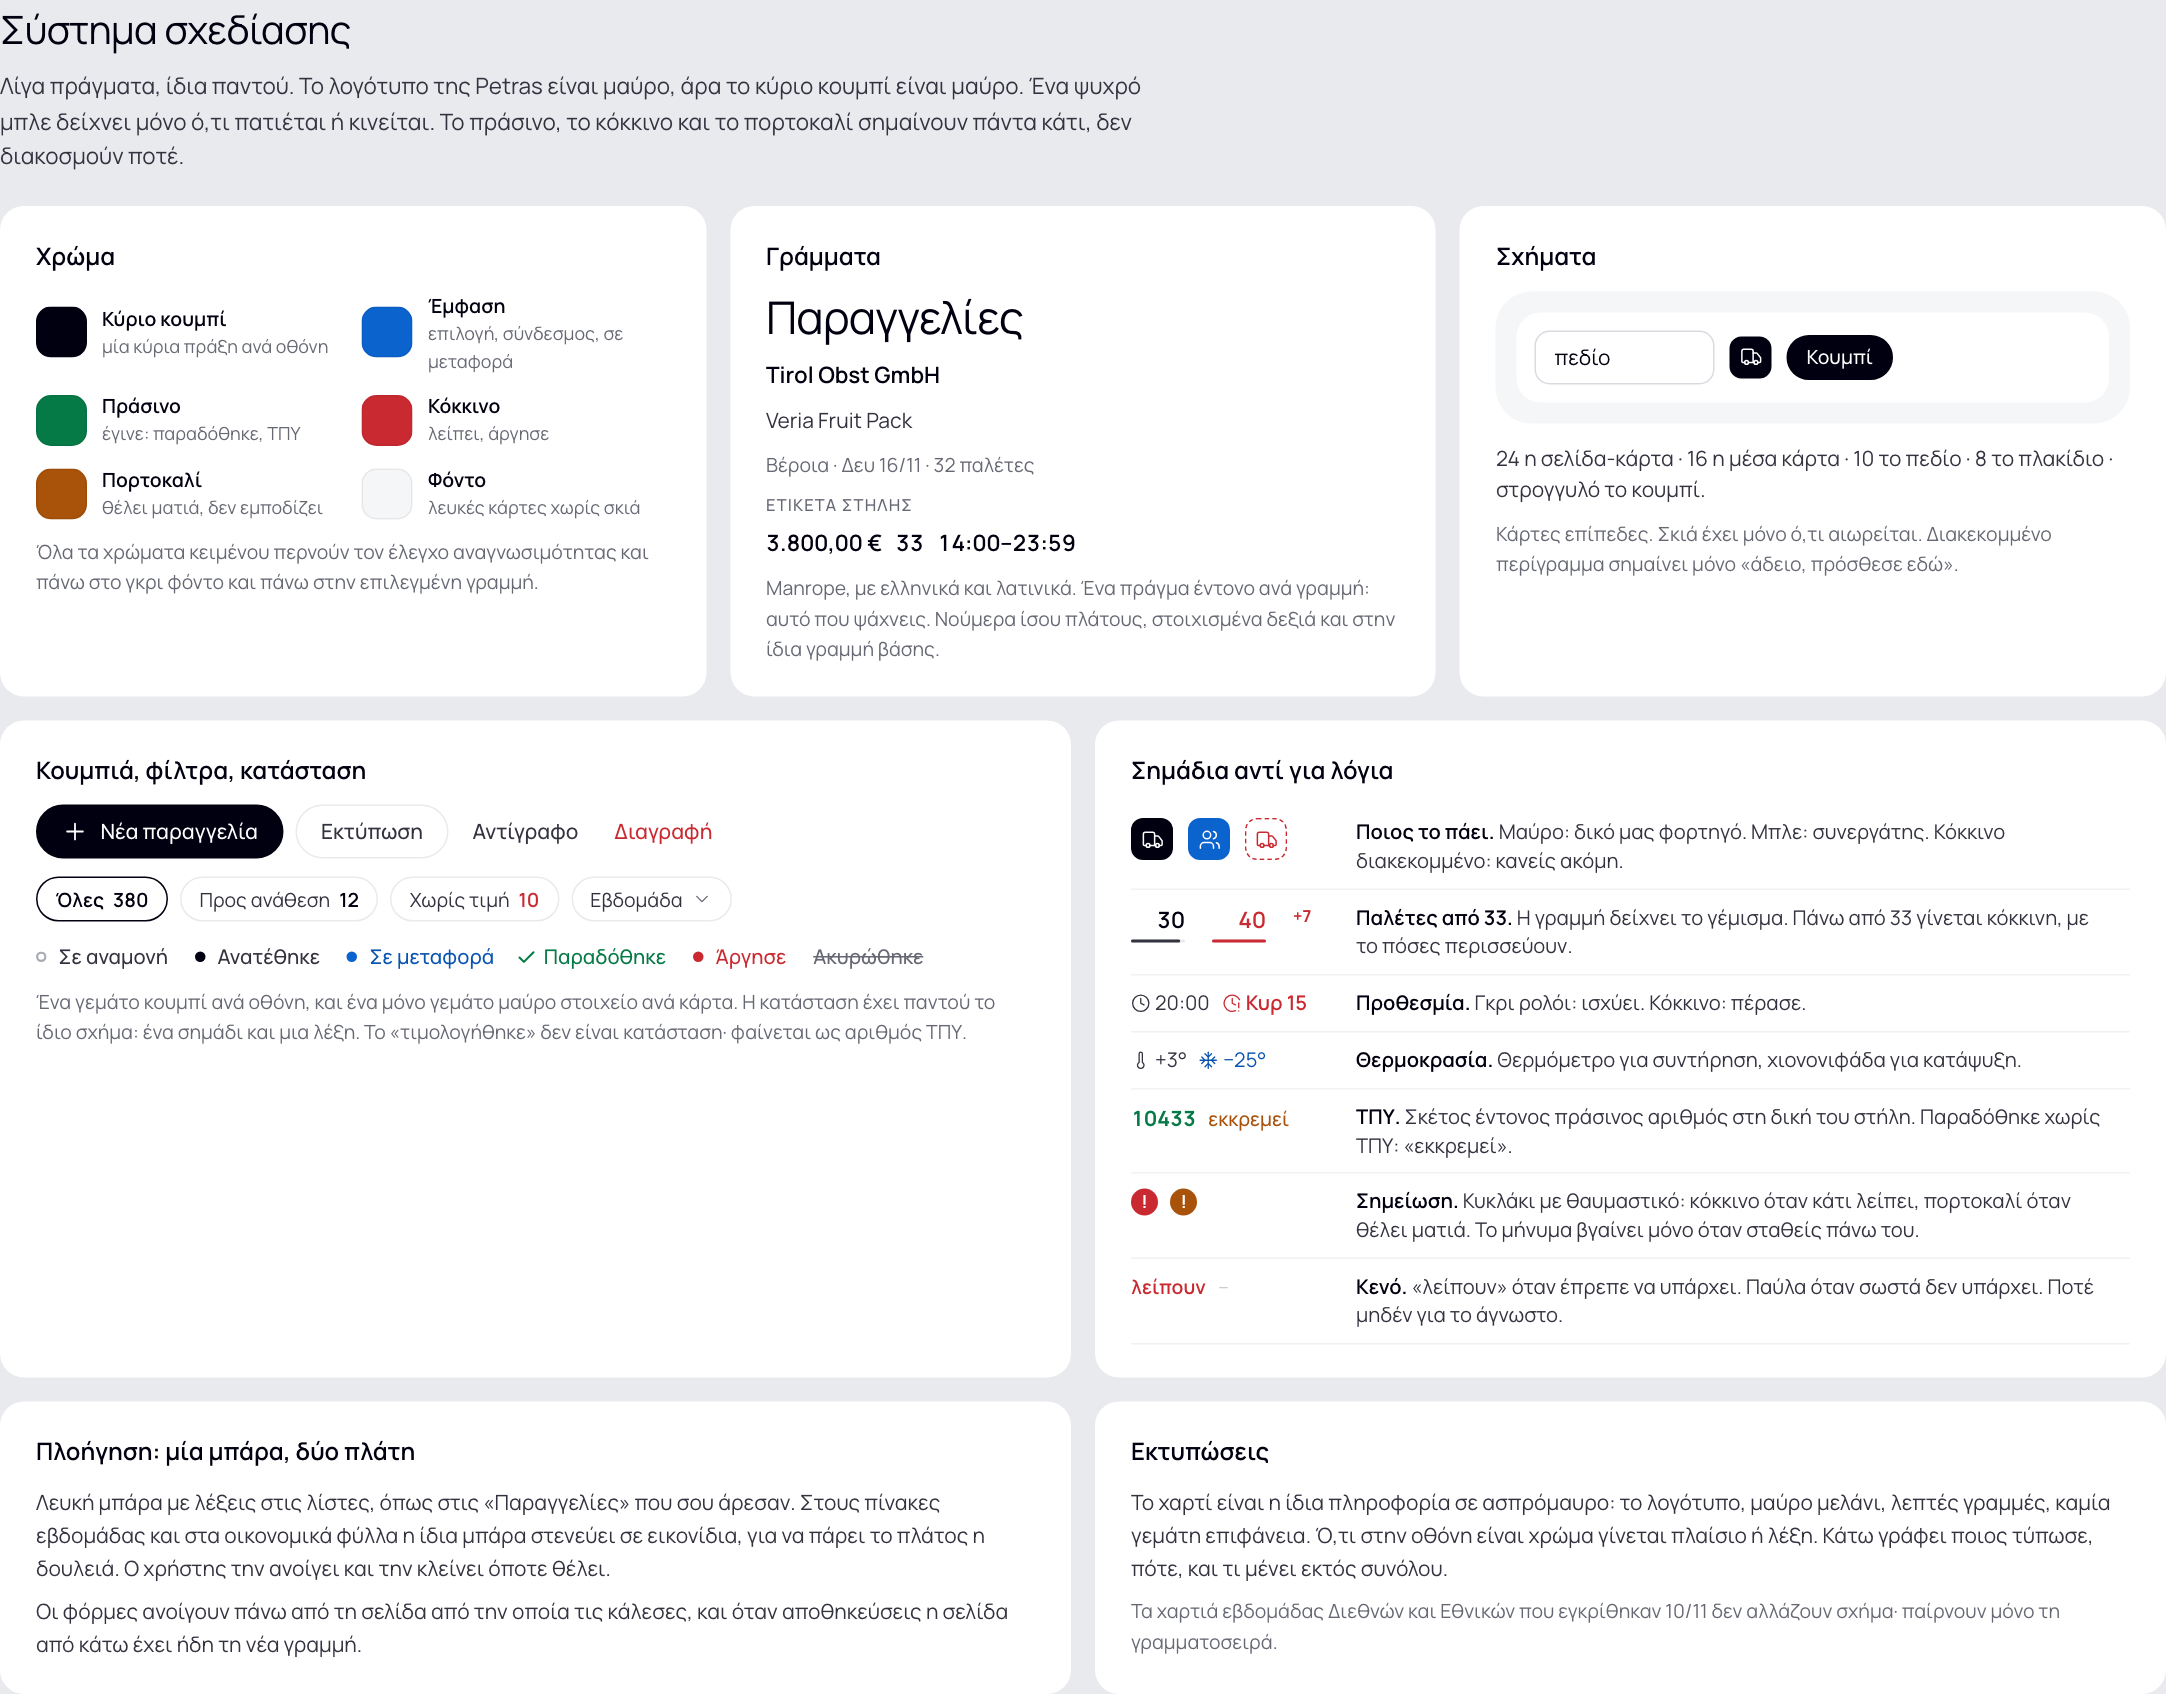 Σύστημα σχεδίασης
Λίγα πράγματα, ίδια παντού. Το λογότυπο της Petras είναι μαύρο, άρα το κύριο κουμπί είναι μαύρο. Ένα ψυχρό
μπλε δείχνει μόνο ό,τι πατιέται ή κινείται. Το πράσινο, το κόκκινο και το πορτοκαλί σημαίνουν πάντα κάτι, δεν
διακοσμούν ποτέ.
Χρώμα
Κύριο κουμπί
μία κύρια πράξη ανά οθόνη
Έμφαση
επιλογή, σύνδεσμος, σε
μεταφορά
Πράσινο
έγινε: παραδόθηκε, ΤΠΥ
Κόκκινο
λείπει, άργησε
Πορτοκαλί
θέλει ματιά, δεν εμποδίζει
Φόντο
λευκές κάρτες χωρίς σκιά
Όλα τα χρώματα κειμένου περνούν τον έλεγχο αναγνωσιμότητας και
πάνω στο γκρι φόντο και πάνω στην επιλεγμένη γραμμή.
Γράμματα
Παραγγελίες
Tirol Obst GmbH
Veria Fruit Pack
Βέροια · Δευ 16/11 · 32 παλέτες
ΕΤΙΚΕΤΑ ΣΤΗΛΗΣ
3.800,00 € 33 14:00–23:59
Manrope, με ελληνικά και λατινικά. Ένα πράγμα έντονο ανά γραμμή:
αυτό που ψάχνεις. Νούμερα ίσου πλάτους, στοιχισμένα δεξιά και στην
ίδια γραμμή βάσης.
Σχήματα
πεδίο
Κουμπί
24 η σελίδα-κάρτα · 16 η μέσα κάρτα · 10 το πεδίο · 8 το πλακίδιο ·
στρογγυλό το κουμπί.
Κάρτες επίπεδες. Σκιά έχει μόνο ό,τι αιωρείται. Διακεκομμένο
περίγραμμα σημαίνει μόνο «άδειο, πρόσθεσε εδώ».
Κουμπιά, φίλτρα, κατάσταση
Νέα παραγγελία Εκτύπωση Αντίγραφο Διαγραφή
Όλες 380 Προς ανάθεση 12 Χωρίς τιμή 10 Εβδομάδα
Σε αναμονή Ανατέθηκε Σε μεταφορά Παραδόθηκε Άργησε Ακυρώθηκε
Ένα γεμάτο κουμπί ανά οθόνη, και ένα μόνο γεμάτο μαύρο στοιχείο ανά κάρτα. Η κατάσταση έχει παντού το
ίδιο σχήμα: ένα σημάδι και μια λέξη. Το «τιμολογήθηκε» δεν είναι κατάσταση· φαίνεται ως αριθμός ΤΠΥ.
Σημάδια αντί για λόγια
Ποιος το πάει. Μαύρο: δικό μας φορτηγό. Μπλε: συνεργάτης. Κόκκινο
διακεκομμένο: κανείς ακόμη.
30 40 +7
Παλέτες από 33. Η γραμμή δείχνει το γέμισμα. Πάνω από 33 γίνεται κόκκινη, με
το πόσες περισσεύουν.
20:00 Κυρ 15
Προθεσμία. Γκρι ρολόι: ισχύει. Κόκκινο: πέρασε.
+3° −25°
Θερμοκρασία. Θερμόμετρο για συντήρηση, χιονονιφάδα για κατάψυξη.
10433 εκκρεμεί
ΤΠΥ. Σκέτος έντονος πράσινος αριθμός στη δική του στήλη. Παραδόθηκε χωρίς
ΤΠΥ: «εκκρεμεί».
! !
Σημείωση. Κυκλάκι με θαυμαστικό: κόκκινο όταν κάτι λείπει, πορτοκαλί όταν
θέλει ματιά. Το μήνυμα βγαίνει μόνο όταν σταθείς πάνω του.
λείπουν –
Κενό. «λείπουν» όταν έπρεπε να υπάρχει. Παύλα όταν σωστά δεν υπάρχει. Ποτέ
μηδέν για το άγνωστο.
Πλοήγηση: μία μπάρα, δύο πλάτη
Λευκή μπάρα με λέξεις στις λίστες, όπως στις «Παραγγελίες» που σου άρεσαν. Στους πίνακες
εβδομάδας και στα οικονομικά φύλλα η ίδια μπάρα στενεύει σε εικονίδια, για να πάρει το πλάτος η
δουλειά. Ο χρήστης την ανοίγει και την κλείνει όποτε θέλει.
Οι φόρμες ανοίγουν πάνω από τη σελίδα από την οποία τις κάλεσες, και όταν αποθηκεύσεις η σελίδα
από κάτω έχει ήδη τη νέα γραμμή.
Εκτυπώσεις
Το χαρτί είναι η ίδια πληροφορία σε ασπρόμαυρο: το λογότυπο, μαύρο μελάνι, λεπτές γραμμές, καμία
γεμάτη επιφάνεια. Ό,τι στην οθόνη είναι χρώμα γίνεται πλαίσιο ή λέξη. Κάτω γράφει ποιος τύπωσε,
πότε, και τι μένει εκτός συνόλου.
Τα χαρτιά εβδομάδας Διεθνών και Εθνικών που εγκρίθηκαν 10/11 δεν αλλάζουν σχήμα· παίρνουν μόνο τη
γραμματοσειρά.